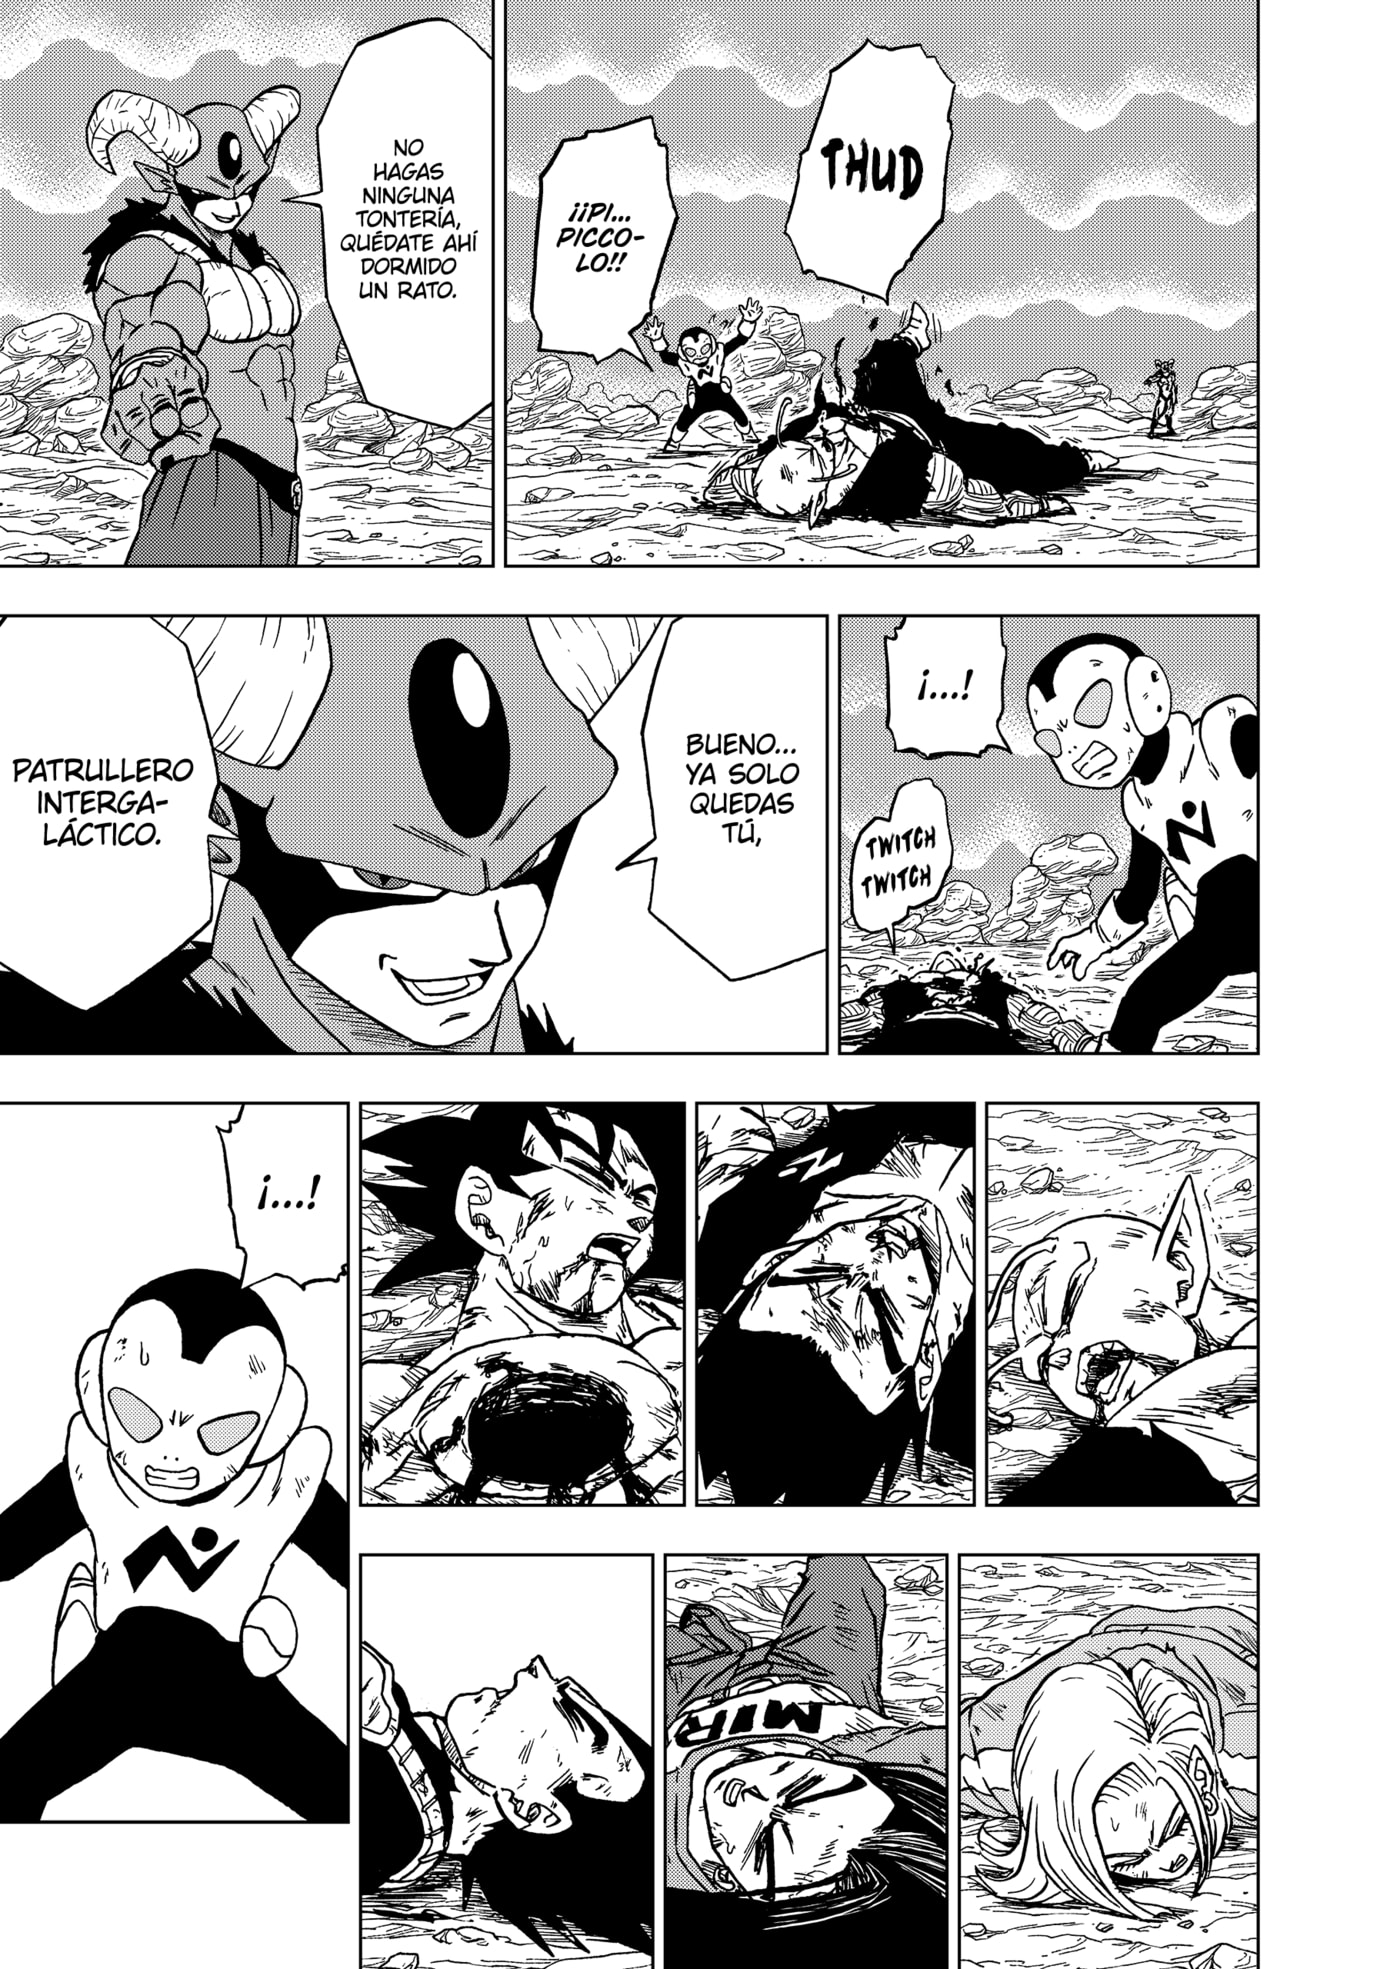 THUD
¡¡PI...
PICCO-
LO!!
NO
HAGAS
NINGUNA
TONTERÍA,
QUÉDATE AHÍ
DORMIDO
UN RATO.
¡...!
TWITCH
TWITCH
BUENO...
YA SOLO
QUEDAS
TÚ,
PATRULLERO
INTERGA-
LÁCTICO.
MIR
¡...!